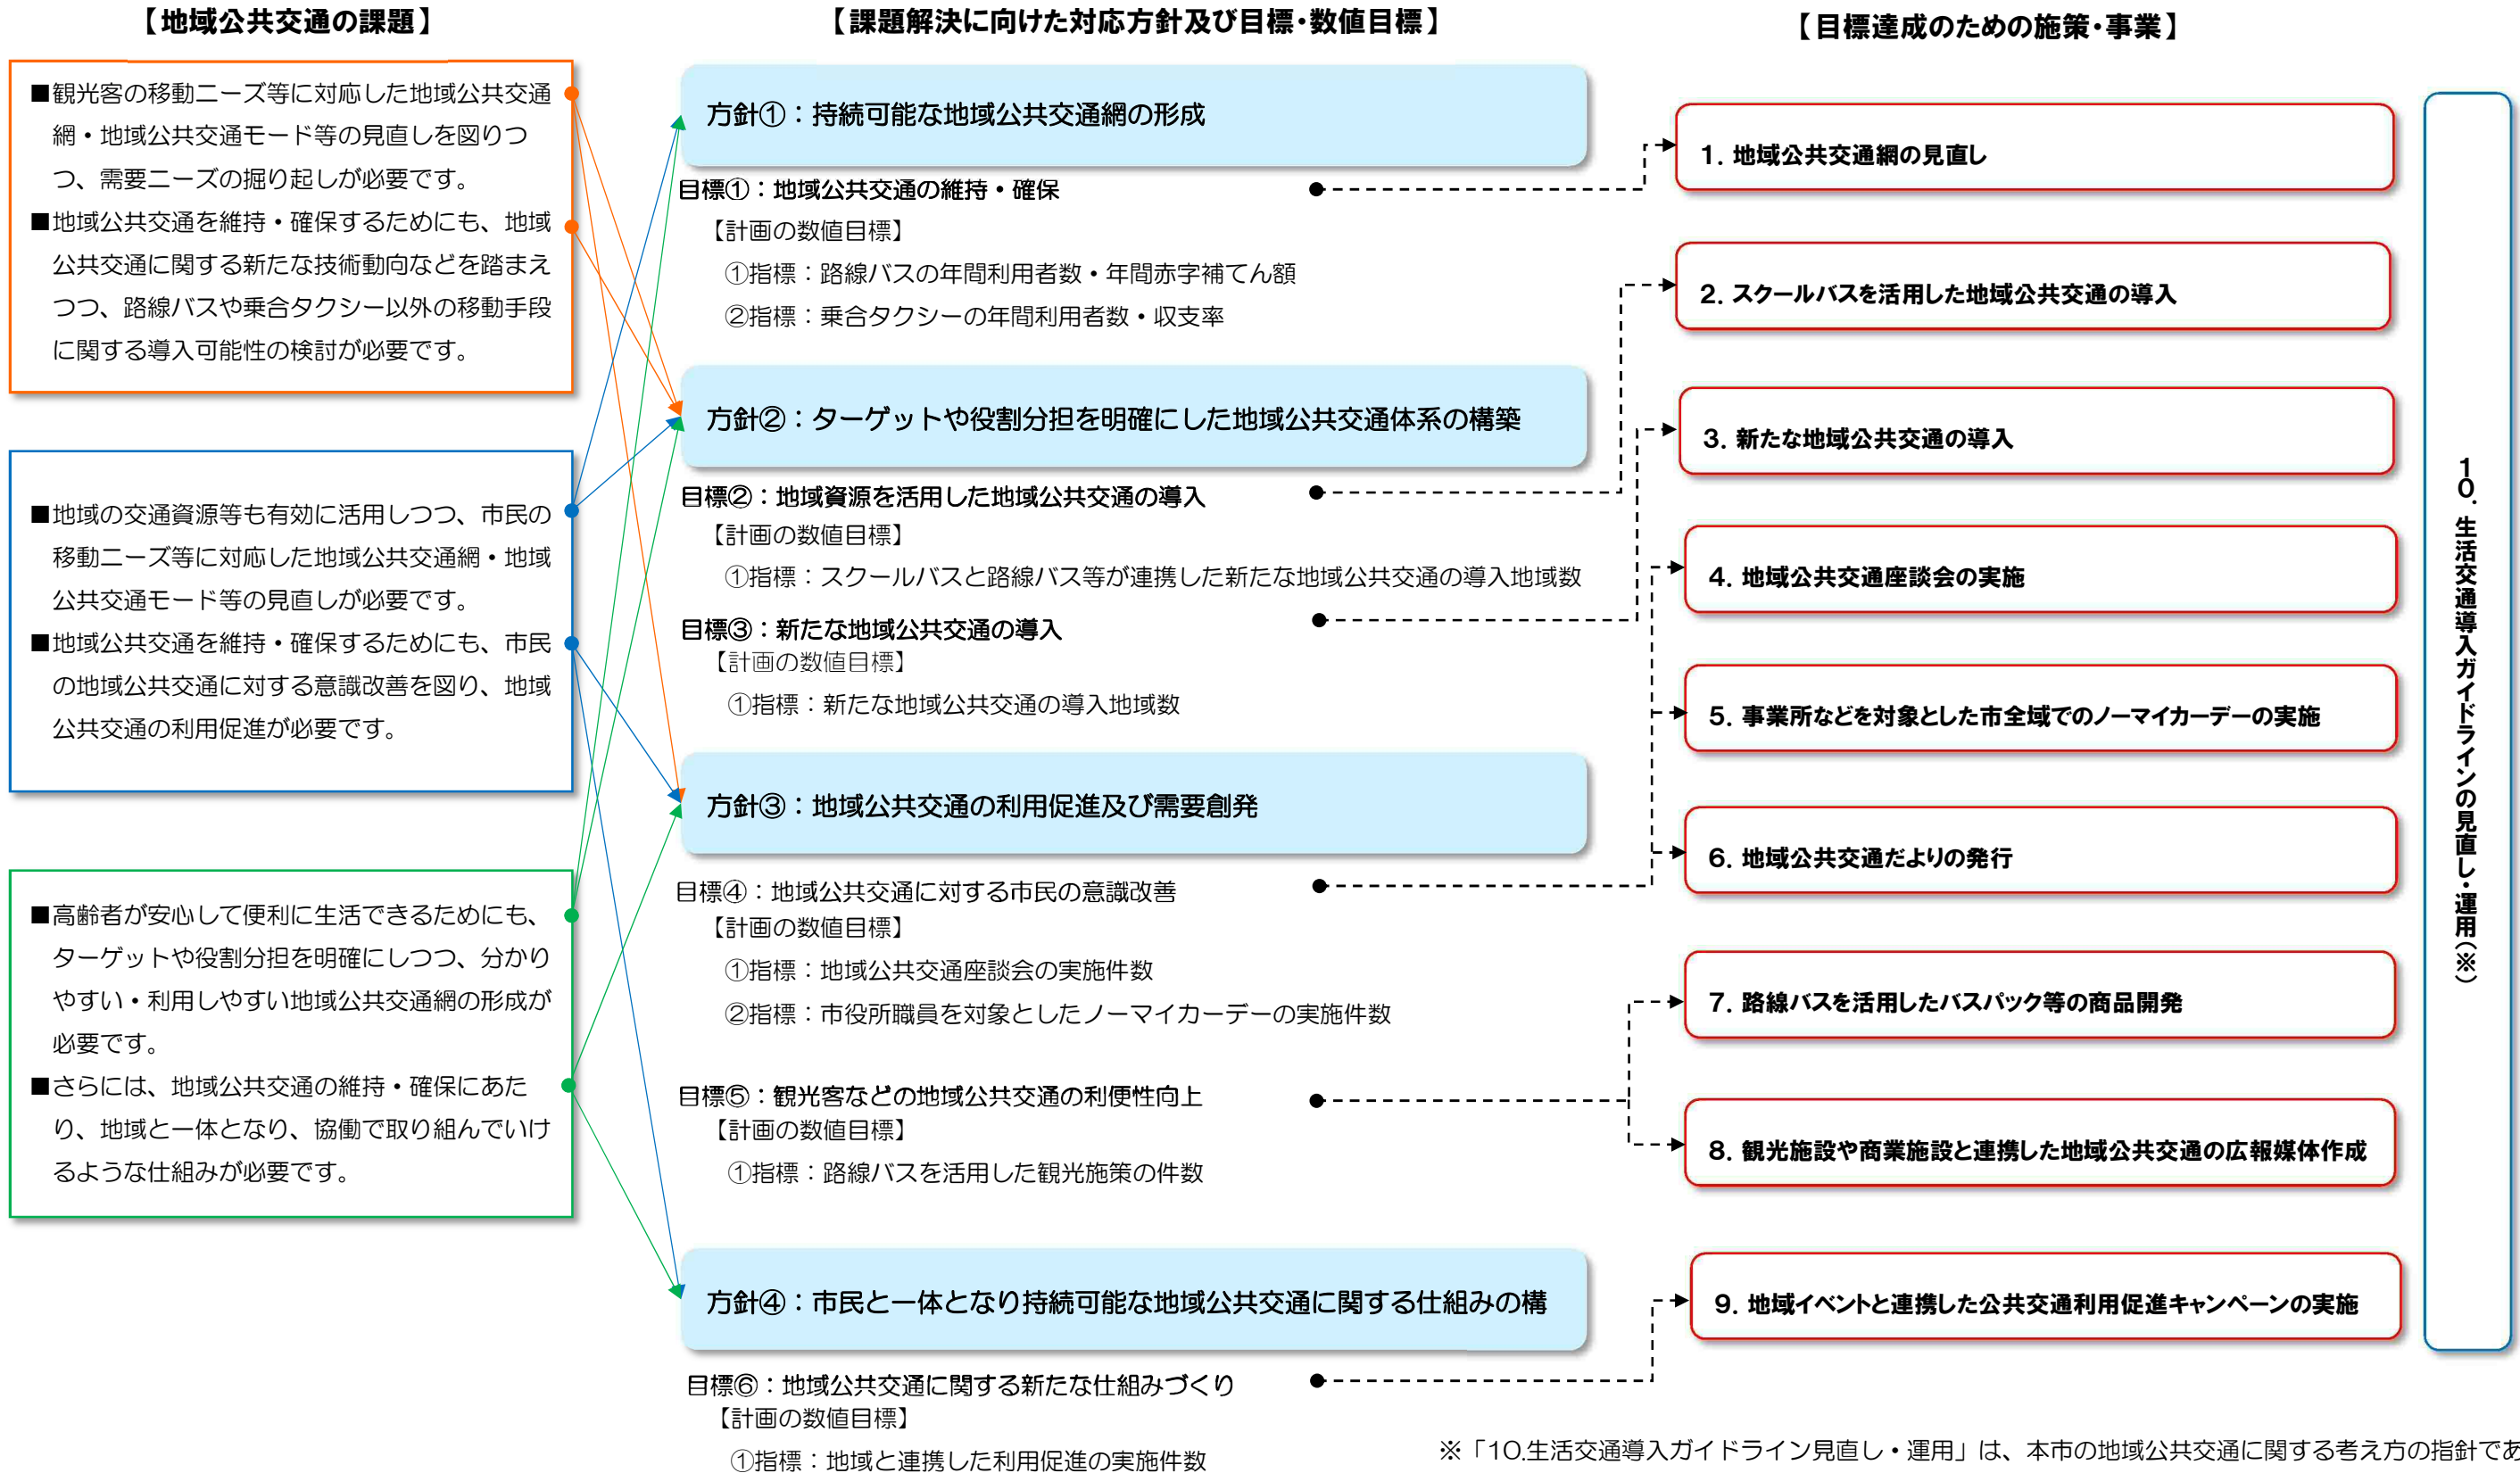 【地域公共交通の課題】
■観光客の移動ニーズ等に対応した地域公共交通
網・地域公共交通モード等の見直しを図りつ
つ、需要ニーズの掘り起しが必要です。
■地域公共交通を維持・確保するためにも、地域
公共交通に関する新たな技術動向などを踏まえ
つつ、路線バスや乗合タクシー以外の移動手段
に関する導入可能性の検討が必要です。
■地域の交通資源等も有効に活用しつつ、市民の
移動ニーズ等に対応した地域公共交通網・地域
公共交通モード等の見直しが必要です。
■地域公共交通を維持・確保するためにも、市民
の地域公共交通に対する意識改善を図り、地域
公共交通の利用促進が必要です。
■高齢者が安心して便利に生活できるためにも、
ターゲットや役割分担を明確にしつつ、分かり
やすい・利用しやすい地域公共交通網の形成が
必要です。
■さらには、地域公共交通の維持・確保にあた
り、地域と一体となり、協働で取り組んでいけ
るような仕組みが必要です。
【課題解決に向けた対応方針及び目標・数値目標】
方針①：持続可能な地域公共交通網の形成
目標①：地域公共交通の維持・確保
【計画の数値目標】
①指標：路線バスの年間利用者数・年間赤字補てん額
②指標：乗合タクシーの年間利用者数・収支率
方針②：ターゲットや役割分担を明確にした地域公共交通体系の構築
目標②：地域資源を活用した地域公共交通の導入
【計画の数値目標】
①指標：スクールバスと路線バス等が連携した新たな地域公共交通の導入地域数
目標③：新たな地域公共交通の導入
【計画の数値目標】
①指標：新たな地域公共交通の導入地域数
方針③：地域公共交通の利用促進及び需要創発
目標④：地域公共交通に対する市民の意識改善
【計画の数値目標】
①指標：地域公共交通座談会の実施件数
②指標：市役所職員を対象としたノーマイカーデーの実施件数
目標⑤：観光客などの地域公共交通の利便性向上
【計画の数値目標】
①指標：路線バスを活用した観光施策の件数
方針④：市民と一体となり持続可能な地域公共交通に関する仕組みの構
目標⑥：地域公共交通に関する新たな仕組みづくり
【計画の数値目標】
①指標：地域と連携した利用促進の実施件数
【目標達成のための施策・事業】
1. 地域公共交通網の見直し
2. スクールバスを活用した地域公共交通の導入
3. 新たな地域公共交通の導入
4. 地域公共交通座談会の実施
5. 事業所などを対象とした市全域でのノーマイカーデーの実施
6. 地域公共交通だよりの発行
7. 路線バスを活用したバスパック等の商品開発
8. 観光施設や商業施設と連携した地域公共交通の広報媒体作成
9. 地域イベントと連携した公共交通利用促進キャンペーンの実施
10. 生活交通導入ガイドラインの見直し・運用(※)
※「10.生活交通導入ガイドライン見直し・運用」は、本市の地域公共交通に関する考え方の指針であ